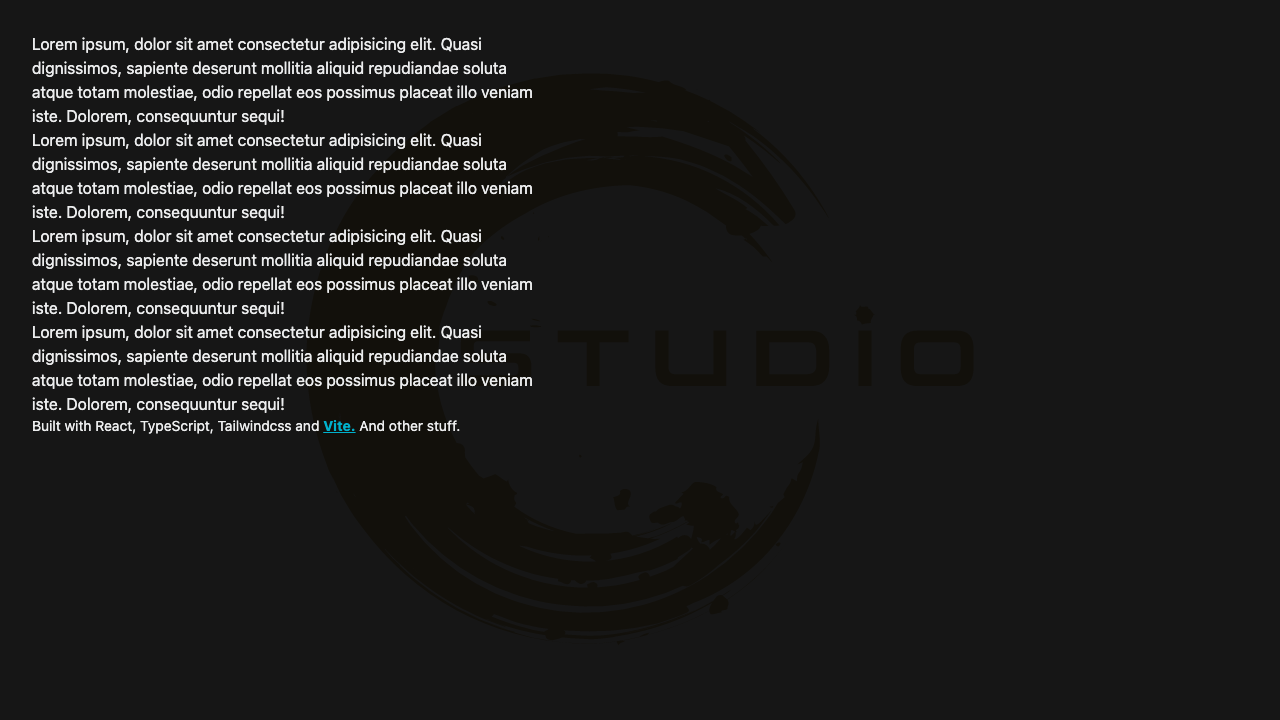 Lorem ipsum, dolor sit amet consectetur adipisicing elit. Quasi
dignissimos, sapiente deserunt mollitia aliquid repudiandae soluta
atque totam molestiae, odio repellat eos possimus placeat illo veniam
iste. Dolorem, consequuntur sequi!
Lorem ipsum, dolor sit amet consectetur adipisicing elit. Quasi
dignissimos, sapiente deserunt mollitia aliquid repudiandae soluta
atque totam molestiae, odio repellat eos possimus placeat illo veniam
iste. Dolorem, consequuntur sequi!
Lorem ipsum, dolor sit amet consectetur adipisicing elit. Quasi
dignissimos, sapiente deserunt mollitia aliquid repudiandae soluta
atque totam molestiae, odio repellat eos possimus placeat illo veniam
iste. Dolorem, consequuntur sequi!
Lorem ipsum, dolor sit amet consectetur adipisicing elit. Quasi
dignissimos, sapiente deserunt mollitia aliquid repudiandae soluta
atque totam molestiae, odio repellat eos possimus placeat illo veniam
iste. Dolorem, consequuntur sequi!
Built with React, TypeScript, Tailwindcss and Vite. And other stuff.
STUDIO